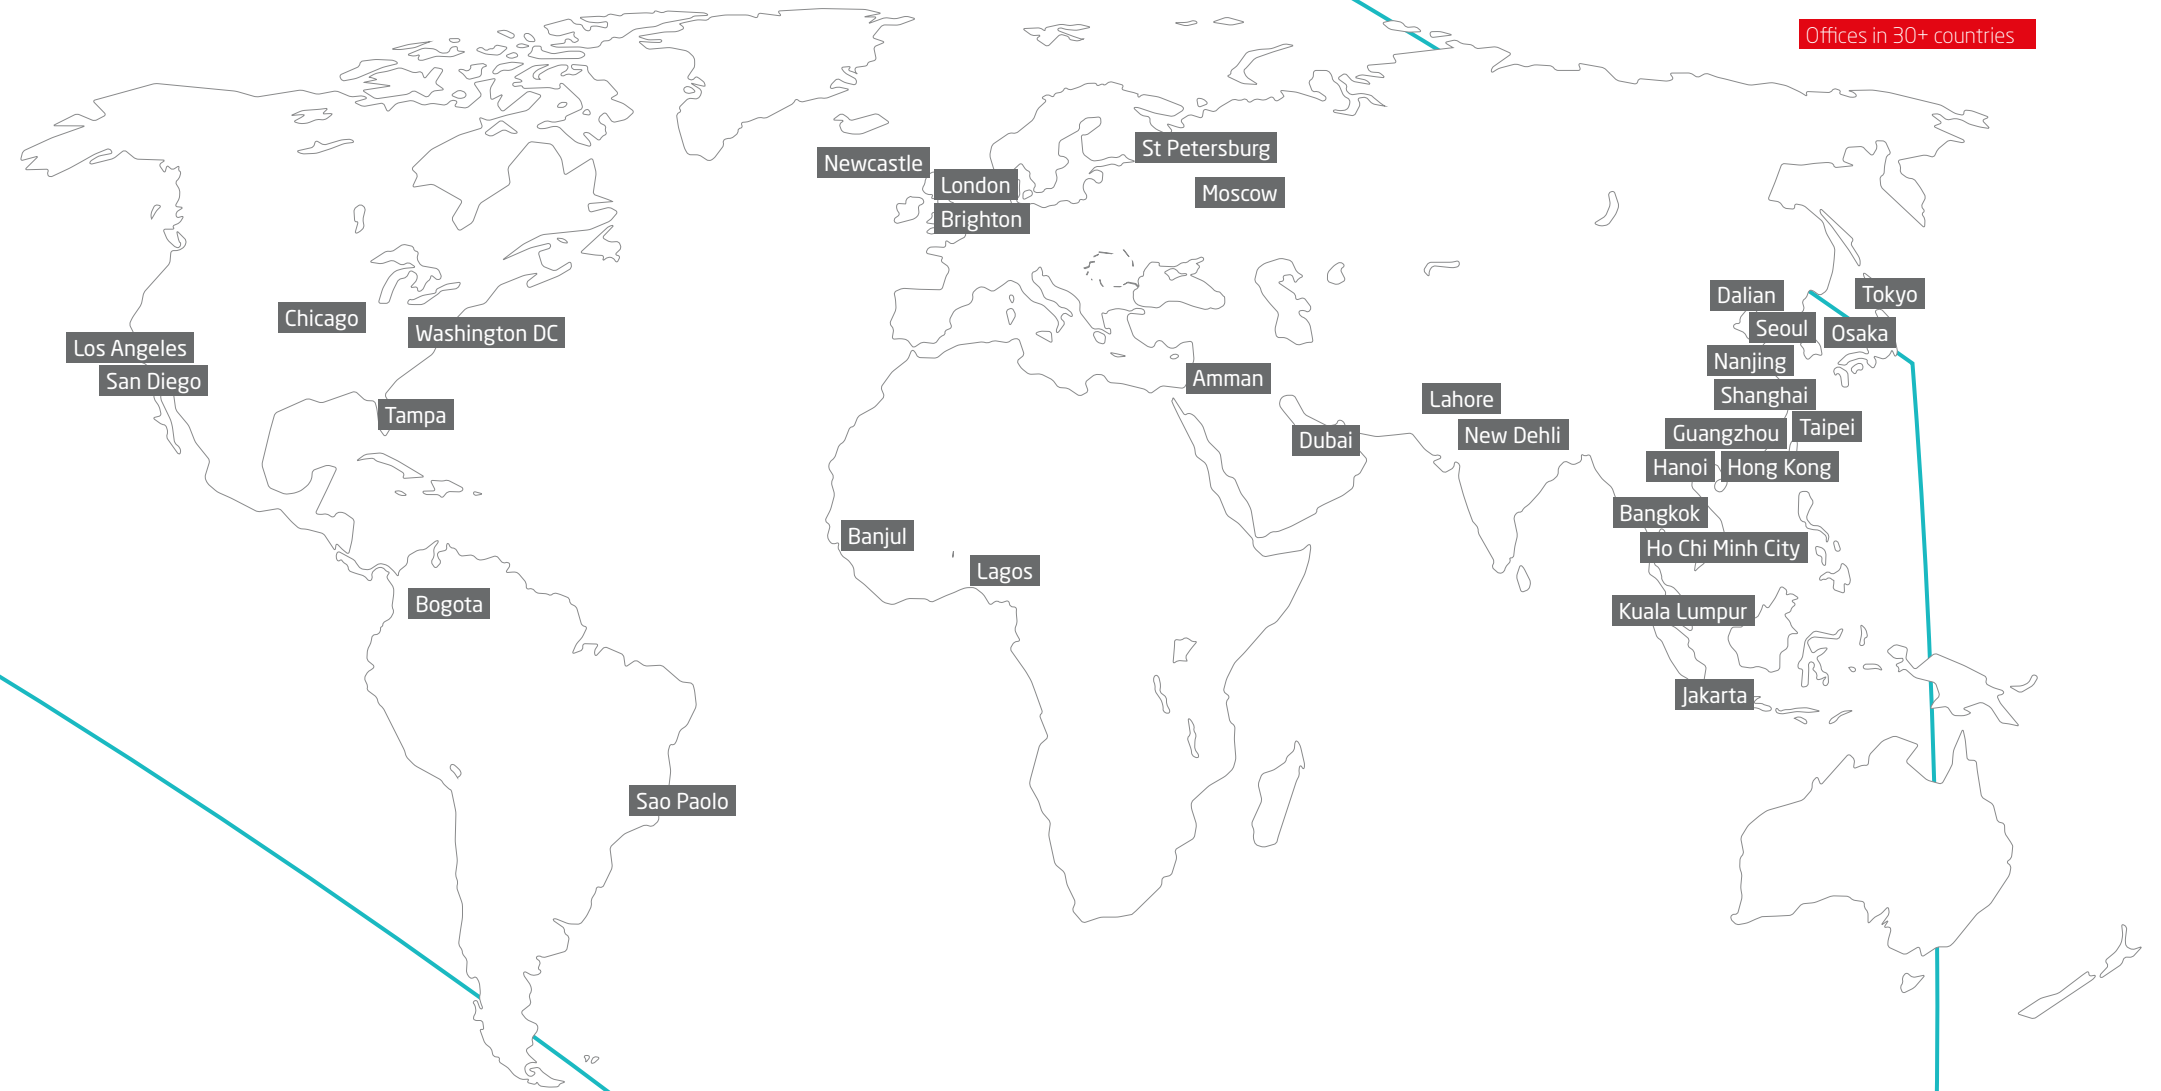 Offices in 30+ countries
St Petersburg
Newcastle
London
Moscow
Brighton
Dalian
Tokyo
Chicago
Seoul
Washington DC
Osaka
Los Angeles
Nanjing
San Diego
Amman
Shanghai
Lahore
Tampa
Taipei
Guangzhou
New Dehli
Dubai
Hanoi
Hong Kong
Bangkok
Banjul
Ho Chi Minh City
Lagos
Bogota
Kuala Lumpur
Jakarta
Sao Paolo